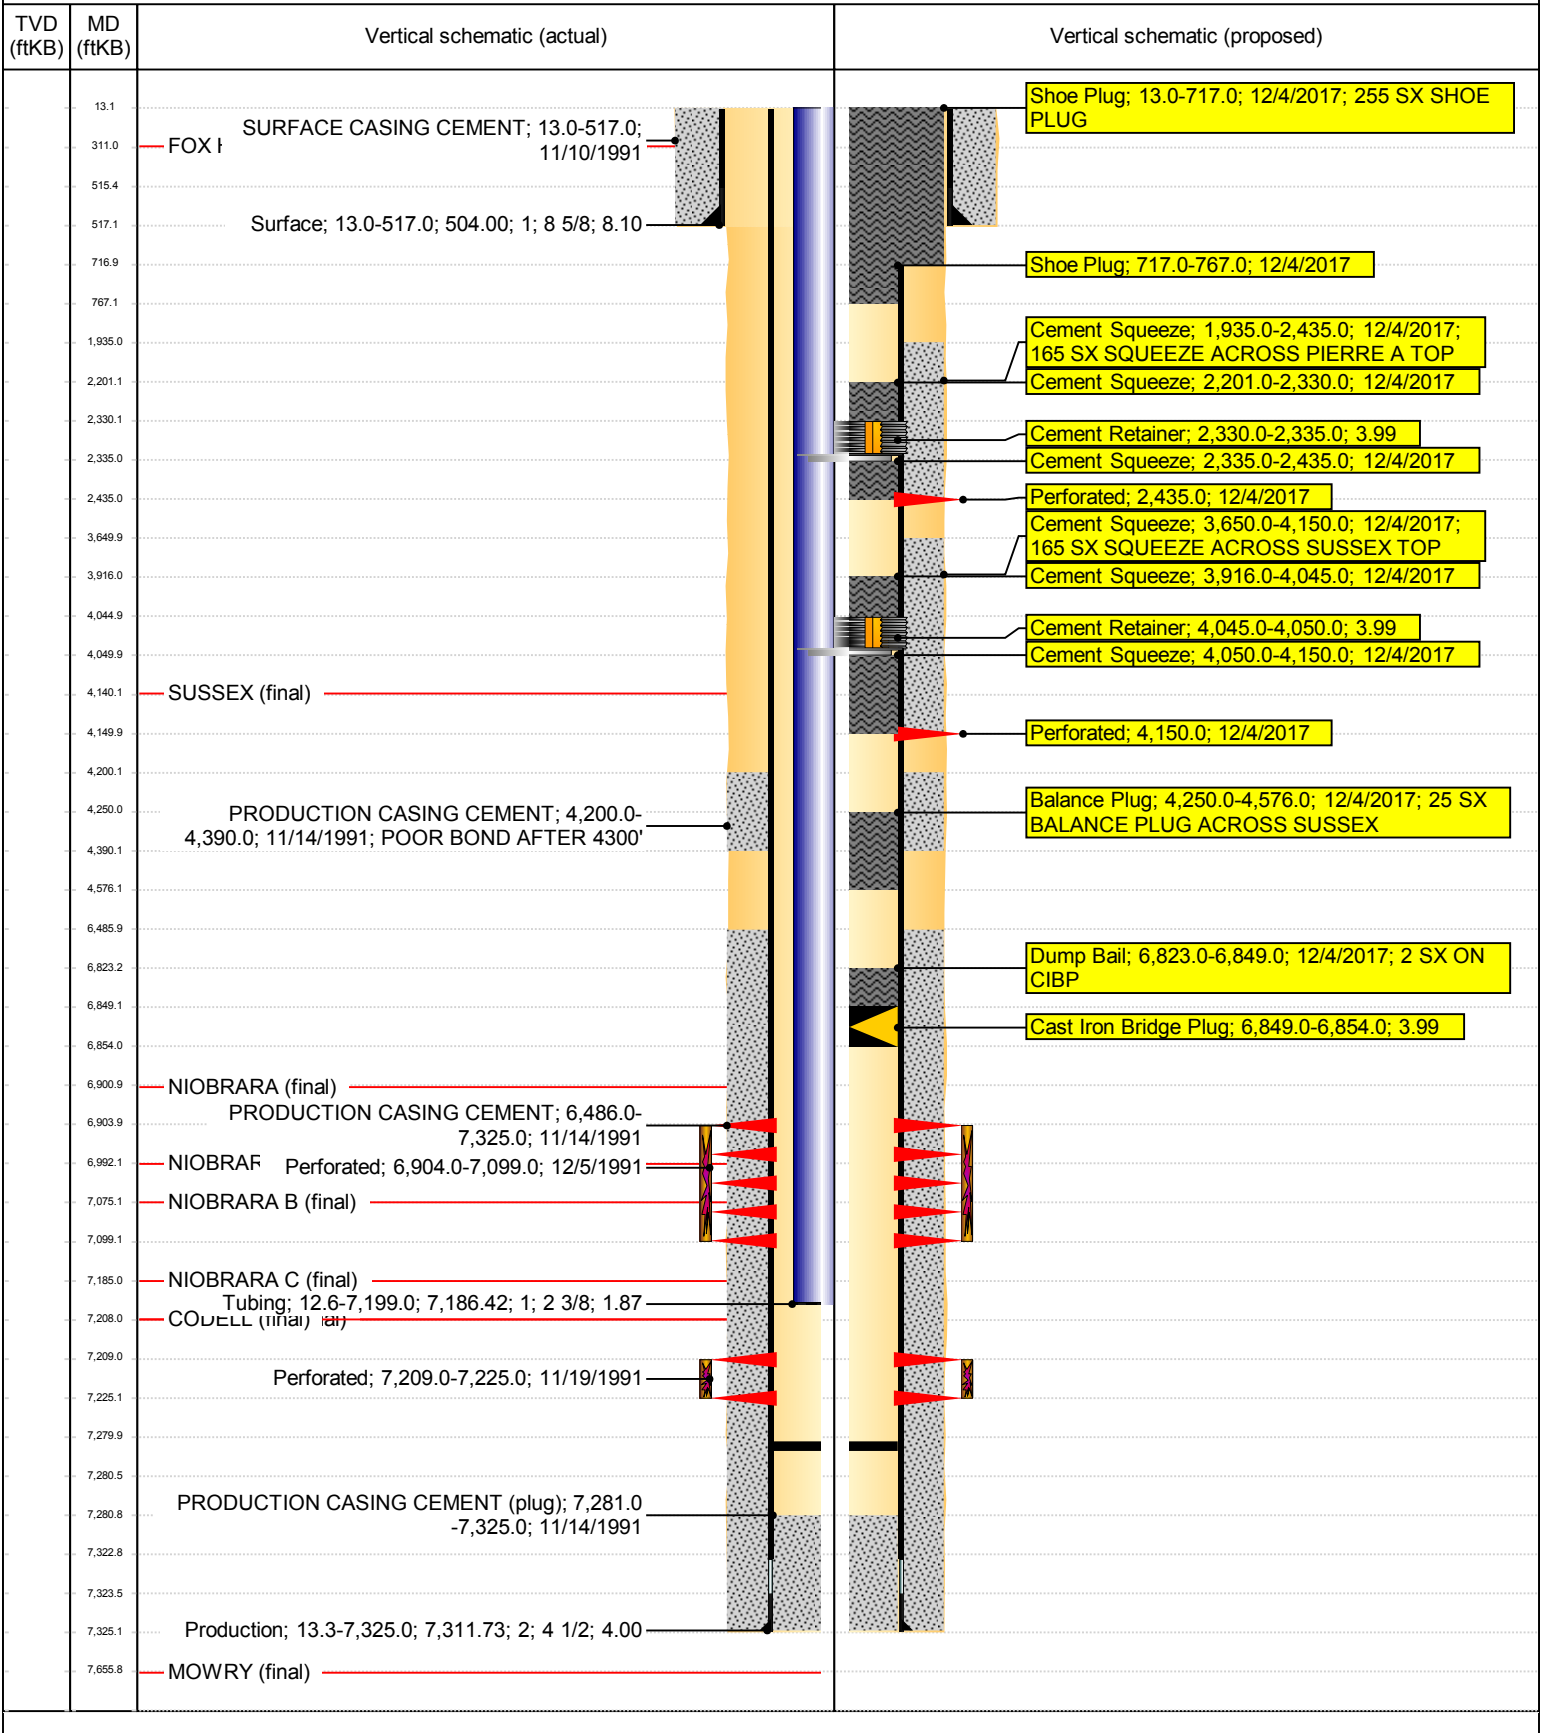 TVD (ftKB)
MD (ftKB)
Vertical schematic (actual)
Vertical schematic (proposed)
13.1
311.0
515.4
517.1
716.9
767.1
1,935.0
2,201.1
2,330.1
2,335.0
2,435.0
3,649.9
3,916.0
4,044.9
4,049.9
4,140.1
4,149.9
4,200.1
4,250.0
4,390.1
4,576.1
6,485.9
6,823.2
6,849.1
6,854.0
6,900.9
6,903.9
6,992.1
7,075.1
7,099.1
7,185.0
7,208.0
7,209.0
7,225.1
7,279.9
7,280.5
7,280.8
7,322.8
7,323.5
7,325.1
7,655.8
SURFACE CASING CEMENT; 13.0-517.0;
11/10/1991
FOX
Surface; 13.0-517.0; 504.00; 1; 8 5/8; 8.10
SUSSEX (final)
PRODUCTION CASING CEMENT; 4,200.0-
4,390.0; 11/14/1991; POOR BOND AFTER 4300'
NIOBRARA (final)
PRODUCTION CASING CEMENT; 6,486.0-
7,325.0; 11/14/1991
NIOBRAR
Perforated; 6,904.0-7,099.0; 12/5/1991
NIOBRARA B (final)
NIOBRARA C (final)
Tubing; 12.6-7,199.0; 7,186.42; 1; 2 3/8; 1.87
CODELL (final)
Perforated; 7,209.0-7,225.0; 11/19/1991
PRODUCTION CASING CEMENT (plug); 7,281.0
-7,325.0; 11/14/1991
Production; 13.3-7,325.0; 7,311.73; 2; 4 1/2; 4.00
MOWRY (final)
Shoe Plug; 13.0-717.0; 12/4/2017; 255 SX SHOE
PLUG
Shoe Plug; 717.0-767.0; 12/4/2017
Cement Squeeze; 1,935.0-2,435.0; 12/4/2017;
165 SX SQUEEZE ACROSS PIERRE A TOP
Cement Squeeze; 2,201.0-2,330.0; 12/4/2017
Cement Retainer; 2,330.0-2,335.0; 3.99
Cement Squeeze; 2,335.0-2,435.0; 12/4/2017
Perforated; 2,435.0; 12/4/2017
Cement Squeeze; 3,650.0-4,150.0; 12/4/2017;
165 SX SQUEEZE ACROSS SUSSEX TOP
Cement Squeeze; 3,916.0-4,045.0; 12/4/2017
Cement Retainer; 4,045.0-4,050.0; 3.99
Cement Squeeze; 4,050.0-4,150.0; 12/4/2017
Perforated; 4,150.0; 12/4/2017
Balance Plug; 4,250.0-4,576.0; 12/4/2017; 25 SX
BALANCE PLUG ACROSS SUSSEX
Dump Bail; 6,823.0-6,849.0; 12/4/2017; 2 SX ON
CIBP
Cast Iron Bridge Plug; 6,849.0-6,854.0; 3.99